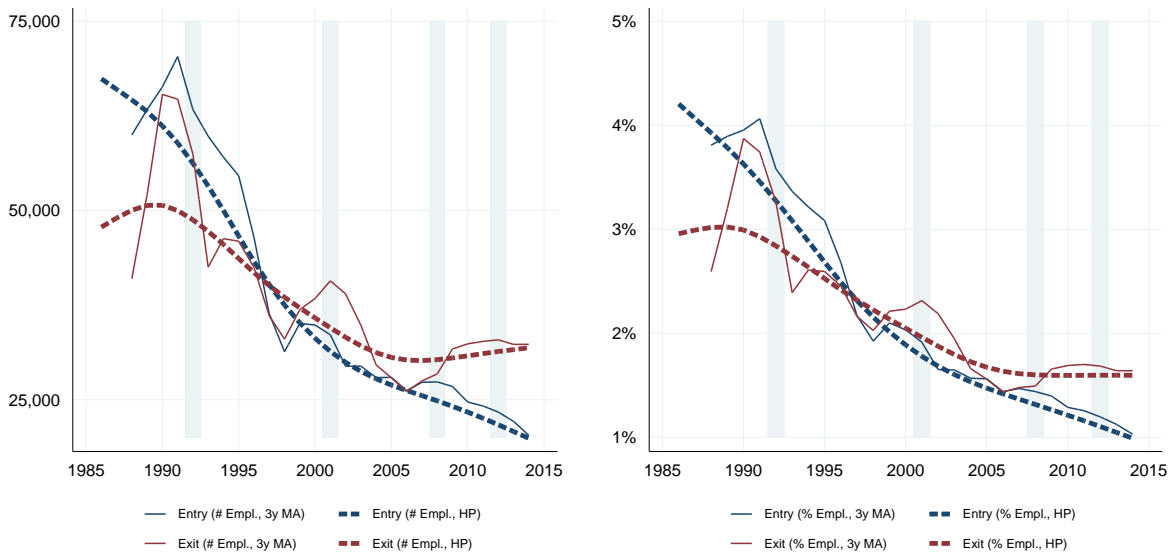 75,000
50,000
25,000
1985 1990 1995 2000 2005 2010 2015
Entry (# Empl., 3y MA) Entry (# Empl., HP)
Exit (# Empl., 3y MA) Exit (# Empl., HP)
5%
4%
3%
2%
1%
1985 1990 1995 2000 2005 2010 2015
Entry (% Empl., 3y MA) Entry (% Empl., HP)
Exit (% Empl., 3y MA) Exit (% Empl., HP)